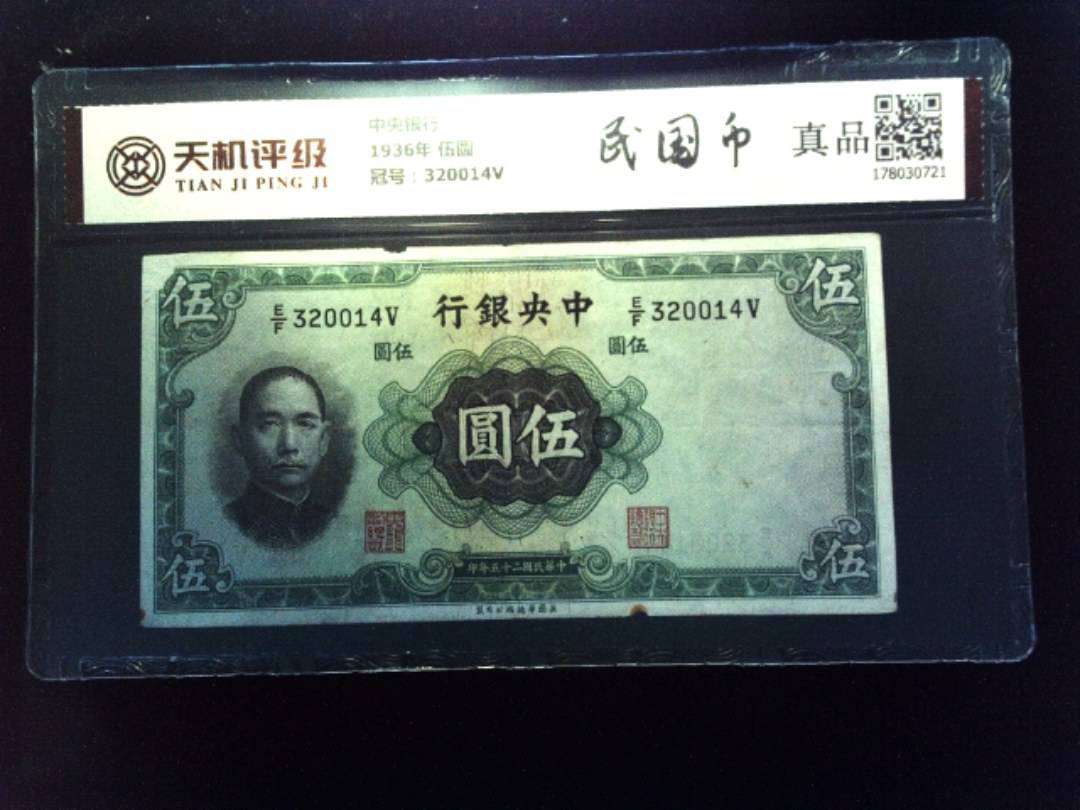 天机评级
TIAN JI PING JI
中央银行
1936年 伍圆
冠号：320014V
民国币
真品
178030721
伍
伍
E/F 320014V
行銀央中
E/F 320014V
圓伍
圓伍
圓伍
伍
伍
印年五十二國民華中